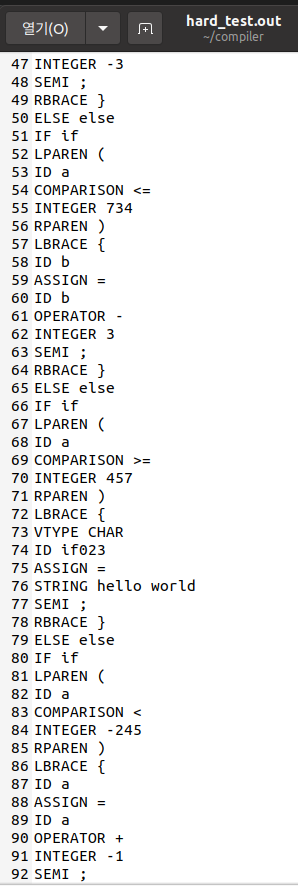 열기(O)
hard_test.out
~/compiler
47 INTEGER -3
48 SEMI ;
49 RBRACE }
50 ELSE else
51 IF if
52 LPAREN (
53 ID a
54 COMPARISON <=
55 INTEGER 734
56 RPAREN )
57 LBRACE {
58 ID b
59 ASSIGN =
60 ID b
61 OPERATOR -
62 INTEGER 3
63 SEMI ;
64 RBRACE }
65 ELSE else
66 IF if
67 LPAREN (
68 ID a
69 COMPARISON >=
70 INTEGER 457
71 RPAREN )
72 LBRACE {
73 VTYPE CHAR
74 ID if023
75 ASSIGN =
76 STRING hello world
77 SEMI ;
78 RBRACE }
79 ELSE else
80 IF if
81 LPAREN (
82 ID a
83 COMPARISON <
84 INTEGER -245
85 RPAREN )
86 LBRACE {
87 ID a
88 ASSIGN =
89 ID a
90 OPERATOR +
91 INTEGER -1
92 SEMI ;